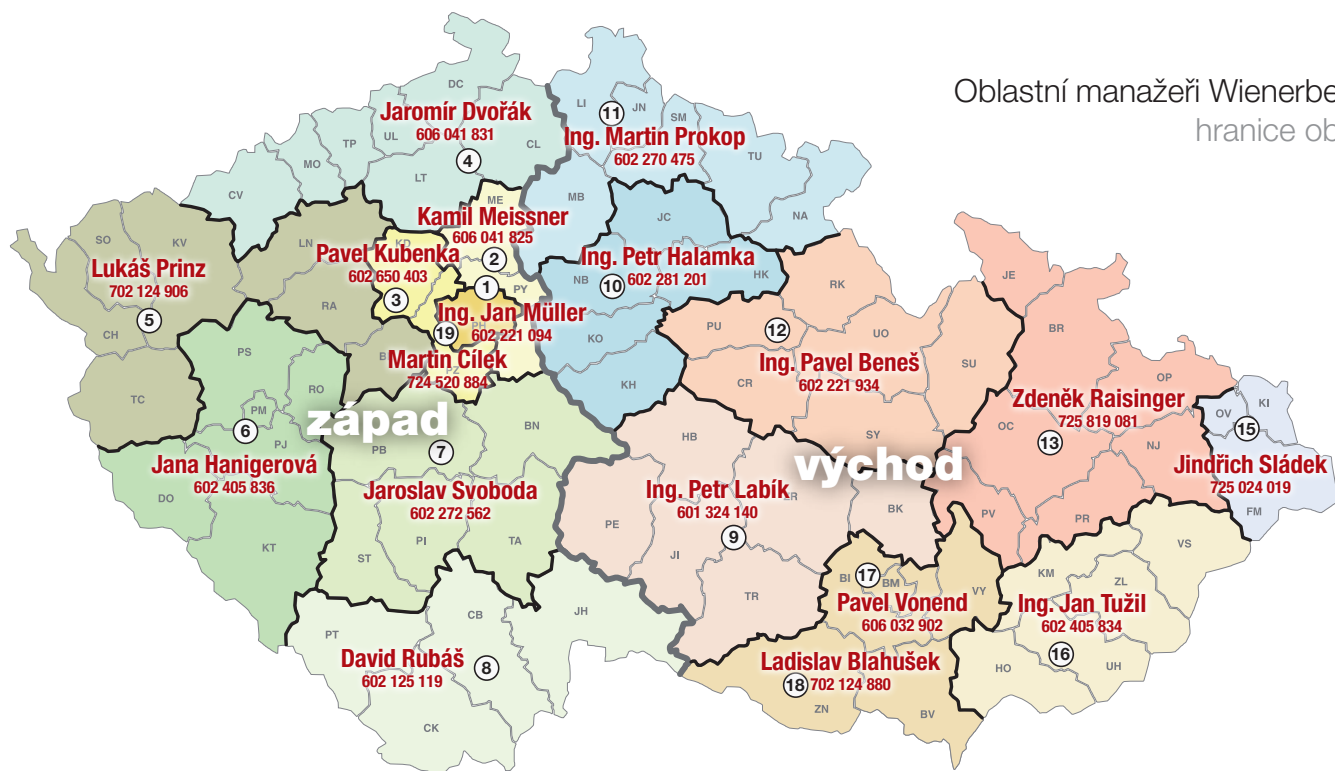 Oblastní manažeři Wienerbe
hranice ob
DC
Jaromír Dvořák
606 041 831
UL
TP
MO
CV
LT
4
CL
LI
11
JN
SM
Ing. Martin Prokop
602 270 475
TU
MB
NA
ME
Kamil Meissner
606 041 825
2
JC
Ing. Petr Halamka
602 281 201
HK
NB
10
KO
KH
SO
KV
Lukáš Prinz
702 124 906
5
CH
TC
LN
RA
KD
Pavel Kubenka
602 650 403
3
1
PY
Ing. Jan Müller
602 221 094
PH
19
Martin Cílek
724 520 884
PZ
RK
PU
12
UO
Ing. Pavel Beneš
602 221 934
SU
CR
SY
JE
BR
OP
Zdeněk Raisinger
725 819 081
OC
13
NJ
PV
PR
OV
KI
15
Jindřich Sládek
725 024 019
FM
PS
RO
PM
6
PJ
Jana Hanigerová
602 405 836
DO
KT
západ
PB
7
BN
Jaroslav Svoboda
602 272 562
ST
PI
TA
východ
HB
Ing. Petr Labík
601 324 140
9
BK
PE
JI
TR
BI
17
BM
VY
Pavel Vonend
606 032 902
KM
ZL
VS
Ing. Jan Tužil
602 405 834
HO
16
UH
PT
CB
JH
David Rubáš
602 125 119
8
CK
Ladislav Blahušek
18
702 124 880
ZN
BV